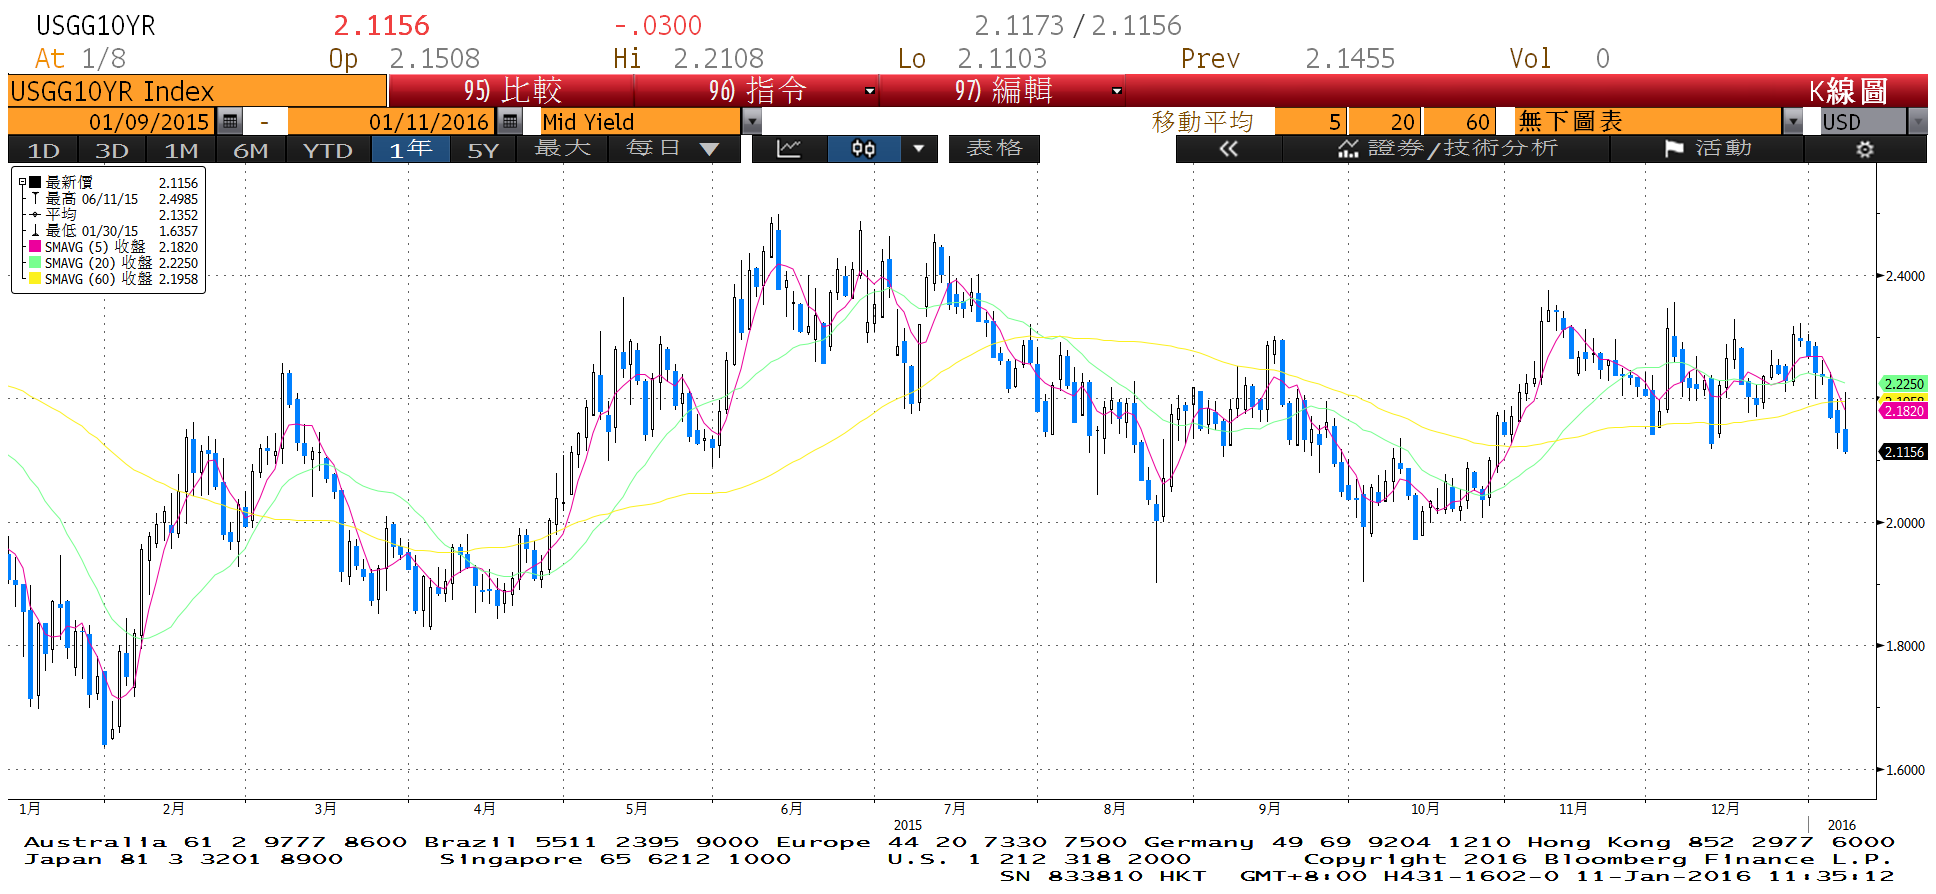 USGG10YR 2.1156 -.0300 2.1173 / 2.1156
At 1/8 Op 2.1508 Hi 2.2108 Lo 2.1103 Prev 2.1455 Vol 0
USGG10YR Index 95) 比較 96) 指令 97) 編輯 K線圖
01/09/2015 - 01/11/2016 Mid Yield 移動平均 5 20 60 無下圖表 USD
1D 3D 1M 6M YTD 1年 5Y 最大 每日 表格 證券/技術分析 活動
最新價 2.1156
最高 06/11/15 2.4985
平均 2.1352
最低 01/30/15 1.6357
SMAVG (5) 收盤 2.1820
SMAVG (20) 收盤 2.2250
SMAVG (60) 收盤 2.1958
2.4000
2.2250
2.1820
2.1156
2.0000
1.8000
1.6000
1月 2月 3月 4月 5月 6月 7月 8月 9月 10月 11月 12月
2015 2016
Australia 61 2 9777 8600 Brazil 5511 2395 9000 Europe 44 20 7330 7500 Germany 49 69 9204 1210 Hong Kong 852 2977 6000
Japan 81 3 3201 8900 Singapore 65 6212 1000 U.S. 1 212 318 2000 Copyright 2016 Bloomberg Finance L.P.
SN 833810 HKT GMT+8:00 H431-1602-0 11-Jan-2016 11:35:12